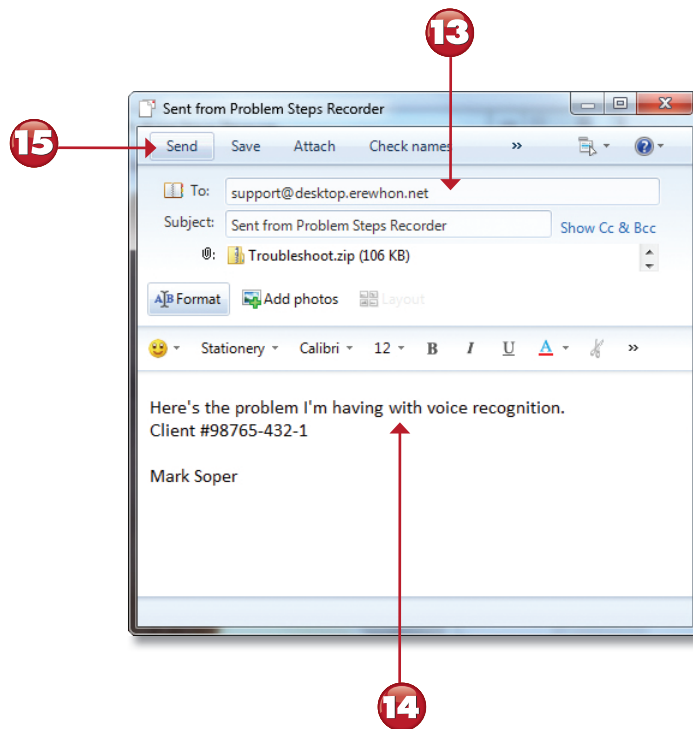 13
Sent from Problem Steps Recorder
15
Send Save Attach Check names »
To: support@desktop.erewhon.net
Subject: Sent from Problem Steps Recorder Show Cc & Bcc
Troubleshoot.zip (106 KB)
Format Add photos Layout
Stationery Calibri 12 B I U A »
Here's the problem I'm having with voice recognition.
Client #98765-432-1
Mark Soper
14